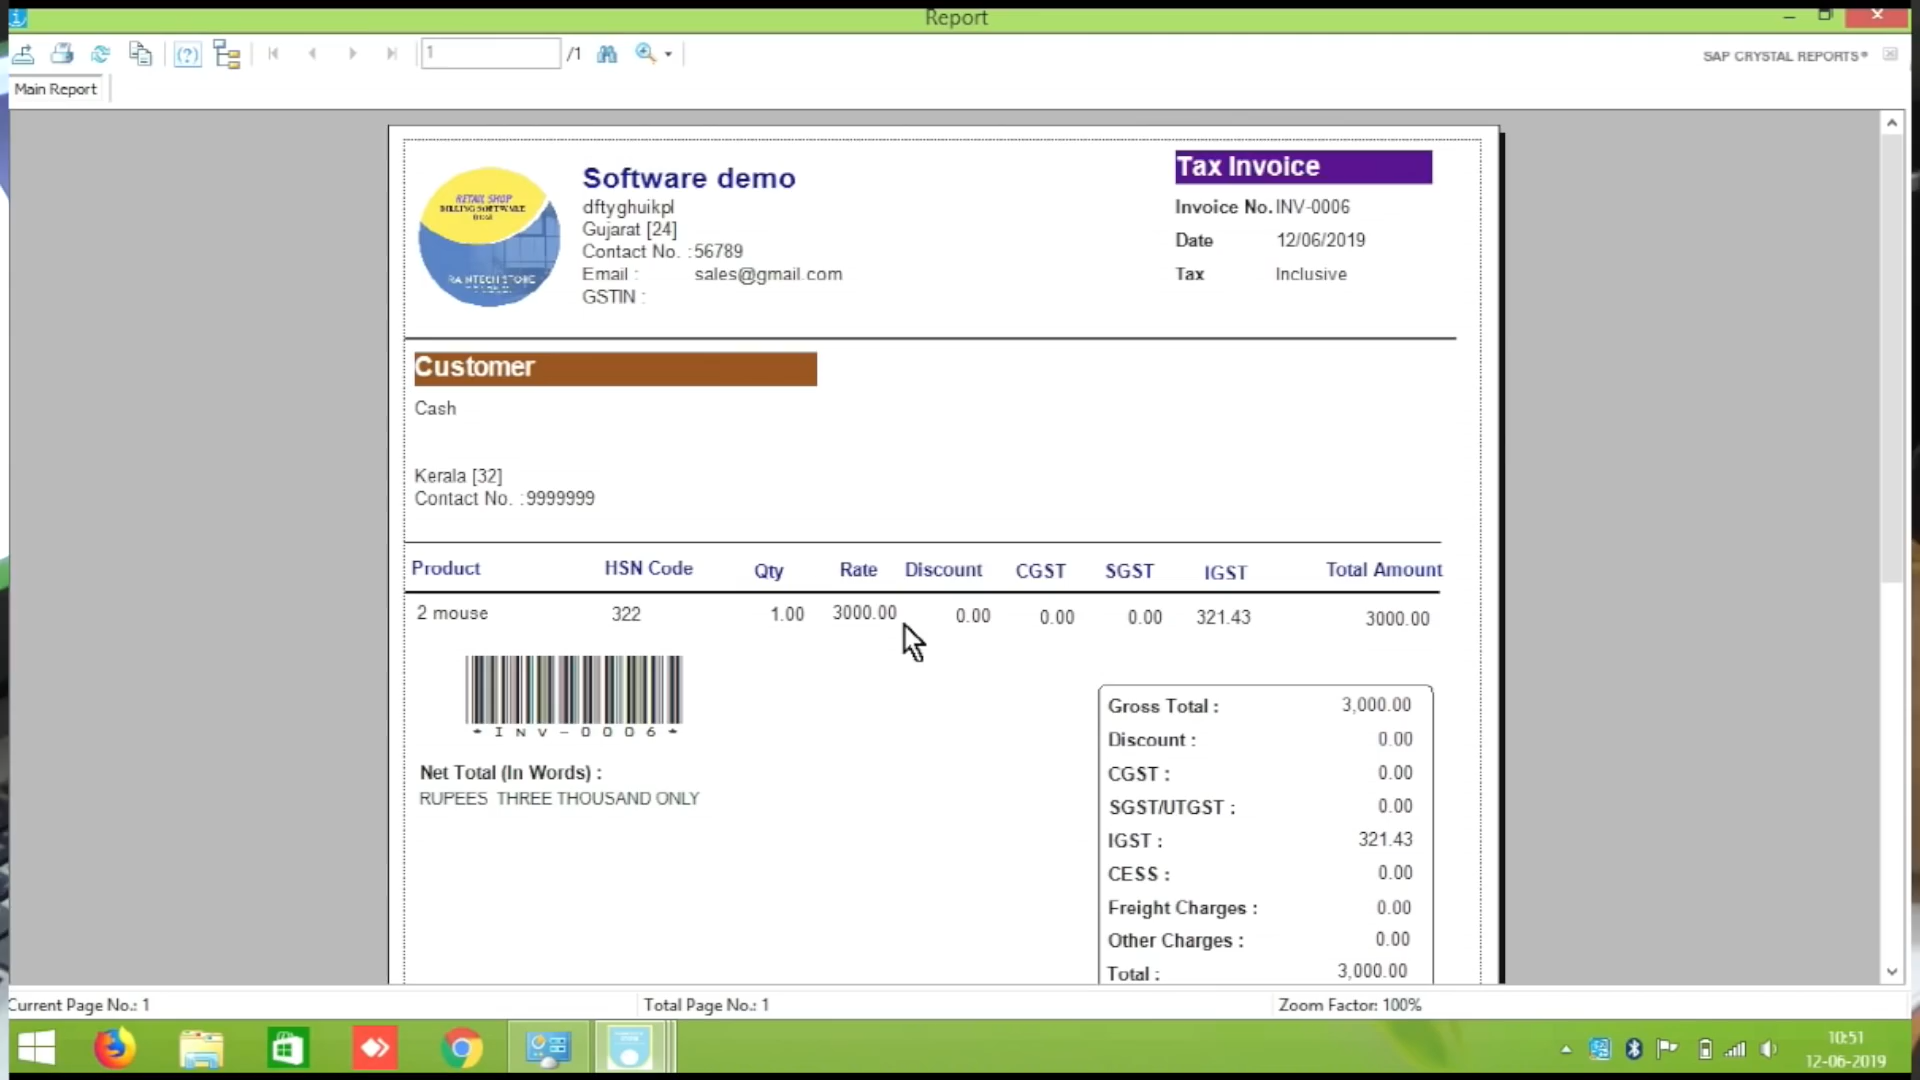 Report
1
/1
SAP CRYSTAL REPORTS®
Main Report
RETAIL SHOP
BILLING SOFTWARE
Software demo
dftyghuikpl
Gujarat [24]
Contact No. :56789
Email : sales@gmail.com
GSTIN :
Tax Invoice
Invoice No. INV-0006
Date 12/06/2019
Tax Inclusive
Customer
Cash
Kerala [32]
Contact No. :9999999
Product HSN Code Qty Rate Discount CGST SGST IGST Total Amount
2 mouse 322 1.00 3000.00 0.00 0.00 0.00 321.43 3000.00
* I N V - 0 0 0 6 *
Net Total (In Words) :
RUPEES THREE THOUSAND ONLY
Gross Total : 3,000.00
Discount : 0.00
CGST : 0.00
SGST/UTGST : 0.00
IGST : 321.43
CESS : 0.00
Freight Charges : 0.00
Other Charges : 0.00
Total : 3,000.00
Current Page No.: 1
Total Page No.: 1
Zoom Factor: 100%
10:51
12-06-2019